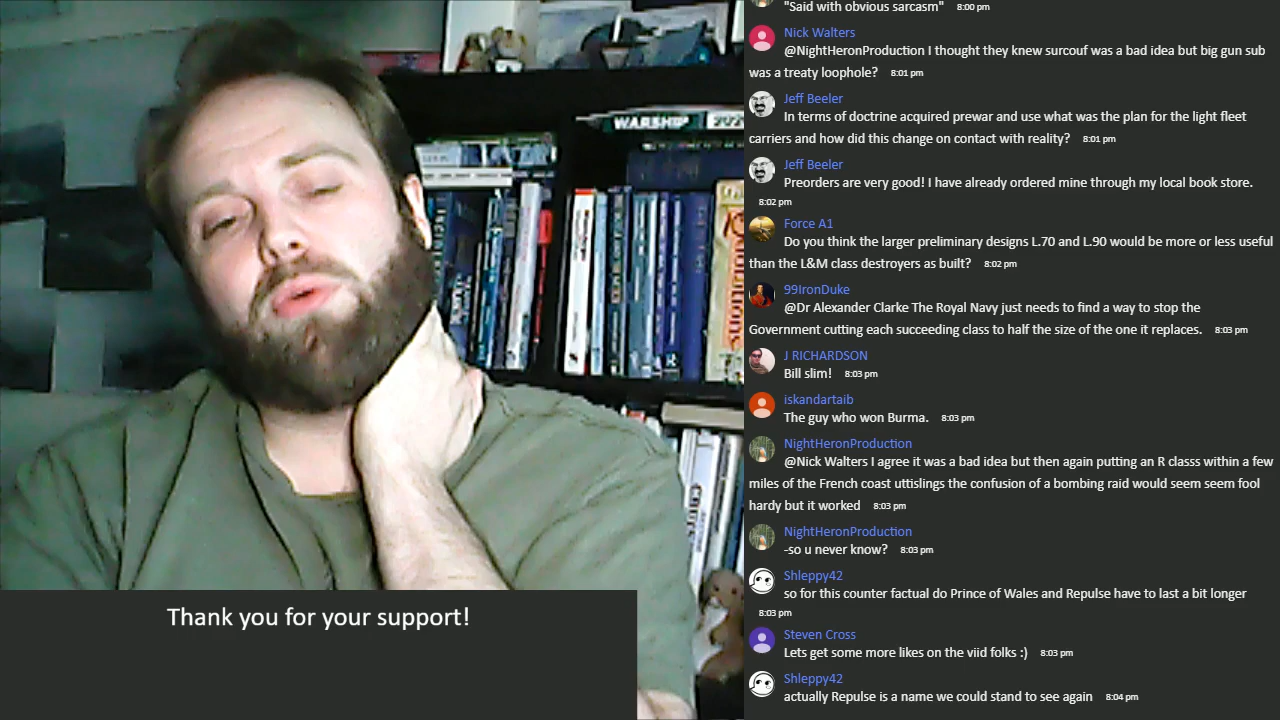 WARSHIP
Thank you for your support!
"Said with obvious sarcasm" 8:00 pm
Nick Walters
@NightHeronProduction I thought they knew surcouf was a bad idea but big gun sub
was a treaty loophole? 8:01 pm
Jeff Beeler
In terms of doctrine acquired prewar and use what was the plan for the light fleet
carriers and how did this change on contact with reality? 8:01 pm
Jeff Beeler
Preorders are very good! I have already ordered mine through my local book store.
8:02 pm
Force A1
Do you think the larger preliminary designs L.70 and L.90 would be more or less useful
than the L&M class destroyers as built? 8:02 pm
99IronDuke
@Dr Alexander Clarke The Royal Navy just needs to find a way to stop the
Government cutting each succeeding class to half the size of the one it replaces. 8:03 pm
J RICHARDSON
Bill slim! 8:03 pm
iskandartaib
The guy who won Burma. 8:03 pm
NightHeronProduction
@Nick Walters I agree it was a bad idea but then again putting an R classs within a few
miles of the French coast uttislings the confusion of a bombing raid would seem seem fool
hardy but it worked 8:03 pm
NightHeronProduction
-so u never know? 8:03 pm
Shleppy42
so for this counter factual do Prince of Wales and Repulse have to last a bit longer
8:03 pm
Steven Cross
Lets get some more likes on the viid folks :) 8:03 pm
Shleppy42
actually Repulse is a name we could stand to see again 8:04 pm